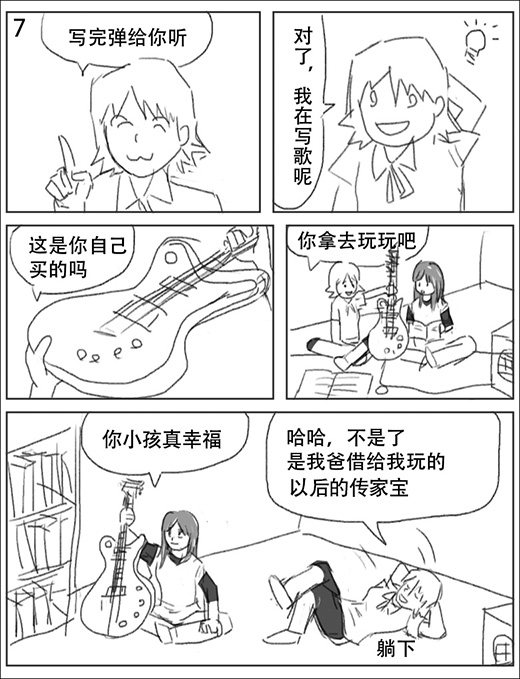 7
对了，我在写歌呢
写完弹给你听
你拿去玩玩吧
这是你自己
买的吗
哈哈，不是了
是我爸借给我玩的
以后的传家宝
躺下
你小孩真幸福